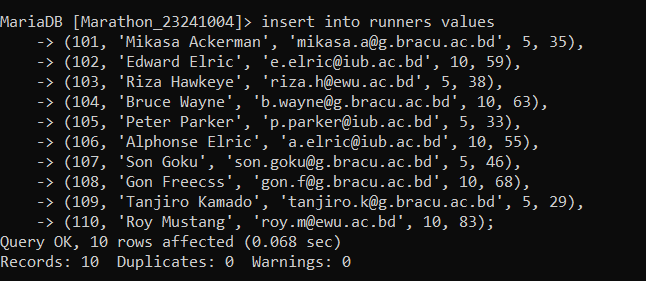 MariaDB [Marathon_23241004]> insert into runners values
-> (101, 'Mikasa Ackerman', 'mikasa.a@g.bracu.ac.bd', 5, 35),
-> (102, 'Edward Elric', 'e.elric@iub.ac.bd', 10, 59),
-> (103, 'Riza Hawkeye', 'riza.h@ewu.ac.bd', 5, 38),
-> (104, 'Bruce Wayne', 'b.wayne@g.bracu.ac.bd', 10, 63),
-> (105, 'Peter Parker', 'p.parker@iub.ac.bd', 5, 33),
-> (106, 'Alphonse Elric', 'a.elric@iub.ac.bd', 10, 55),
-> (107, 'Son Goku', 'son.goku@g.bracu.ac.bd', 5, 46),
-> (108, 'Gon Freecss', 'gon.f@g.bracu.ac.bd', 10, 68),
-> (109, 'Tanjiro Kamado', 'tanjiro.k@g.bracu.ac.bd', 5, 29),
-> (110, 'Roy Mustang', 'roy.m@ewu.ac.bd', 10, 83);
Query OK, 10 rows affected (0.068 sec)
Records: 10  Duplicates: 0  Warnings: 0